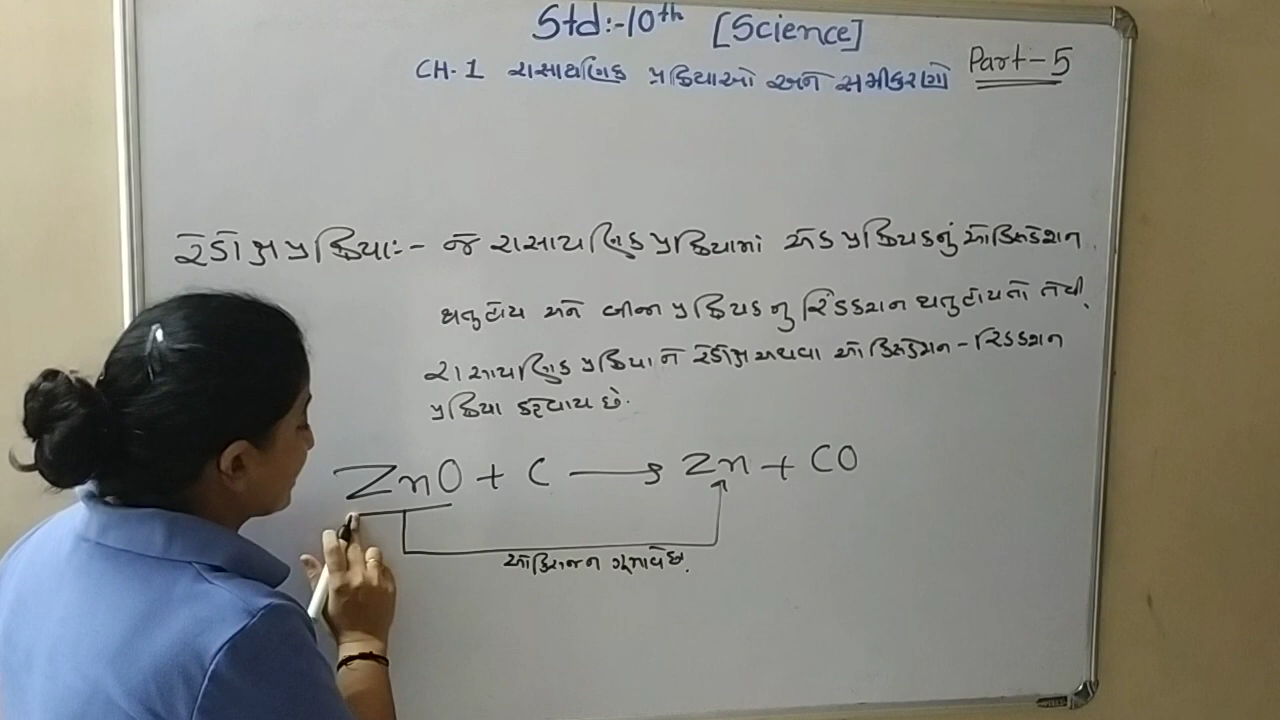 Std:-10th [Science]
CH-1 રાસાયણિક પ્રક્રિયાઓ અને સમીકરણો Part-5
રેડોક્ષ પ્રક્રિયા:- જે રાસાયણિક પ્રક્રિયામાં એક પ્રક્રિયકનું ઓક્સિડેશન
થતુ હોય અને બીજા પ્રક્રિયક નુ રિડક્શન થતુ હોય તો તેવી
રાસાયણિક પ્રક્રિયા ને રેડોક્ષ અથવા ઓક્સિડેશન - રિડક્શન
પ્રક્રિયા કહેવાય છે.
ZnO + C → Zn + CO
ઓક્સિજન ગુમાવે છે.